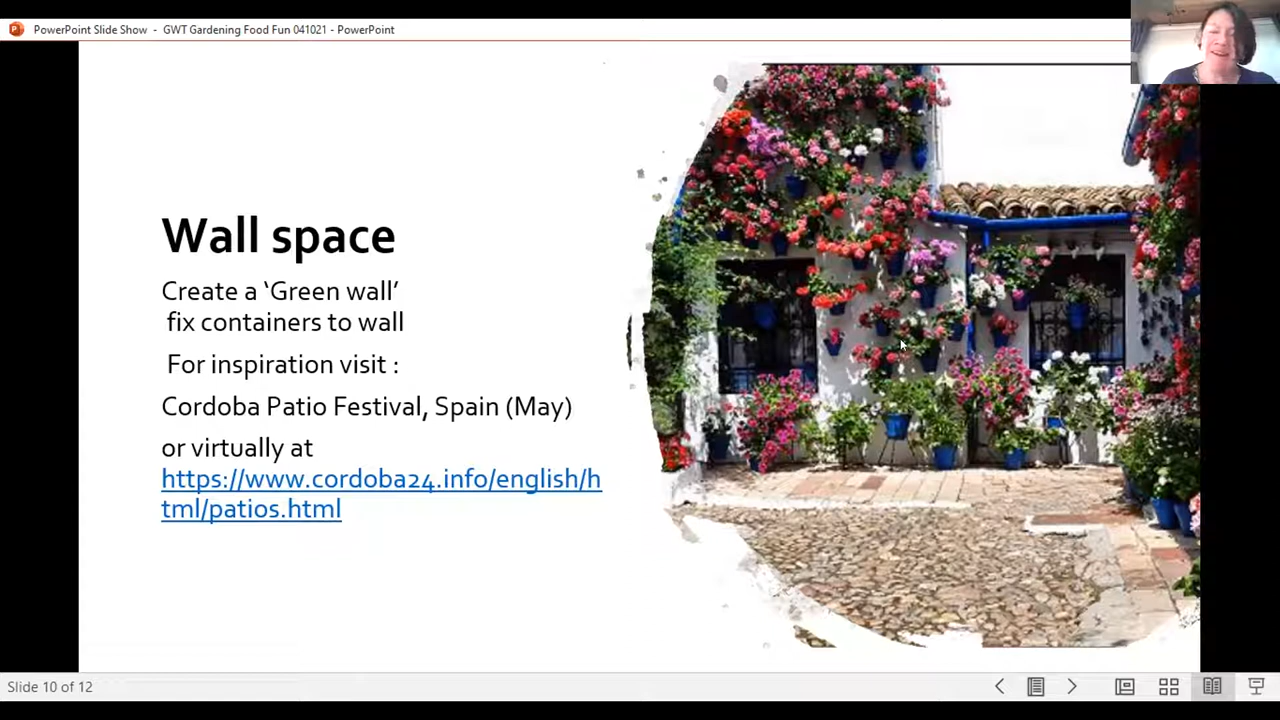 PowerPoint Slide Show - GWT Gardening Food Fun 041021 - PowerPoint
Wall space
Create a ‘Green wall’
fix containers to wall
For inspiration visit :
Cordoba Patio Festival, Spain (May)
or virtually at
https://www.cordoba24.info/english/h
tml/patios.html
Slide 10 of 12